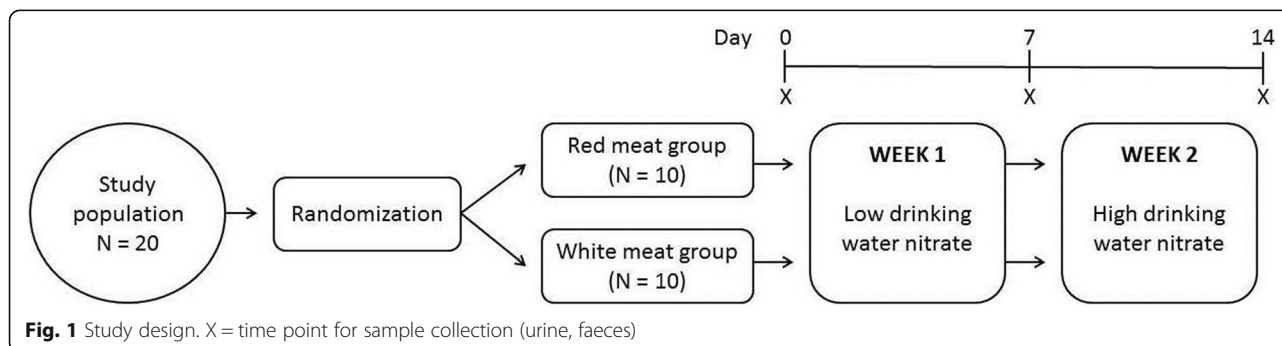 Day 0 7 14
X X X
Study
population
N = 20
Randomization
Red meat group
(N = 10)
White meat group
(N = 10)
WEEK 1
Low drinking
water nitrate
WEEK 2
High drinking
water nitrate
Fig. 1 Study design. X = time point for sample collection (urine, faeces)